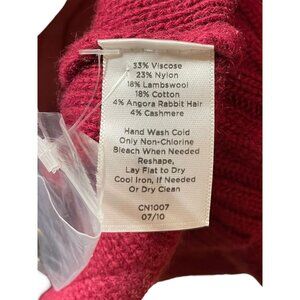 33% Viscose
23% Nylon
18% Lambswool
18% Cotton
4% Angora Rabbit Hair
4% Cashmere
Hand Wash Cold
Only Non-Chlorine
Bleach When Needed
Reshape,
Lay Flat to Dry
Cool Iron, if Needed
Or Dry Clean
CN1007
07/10